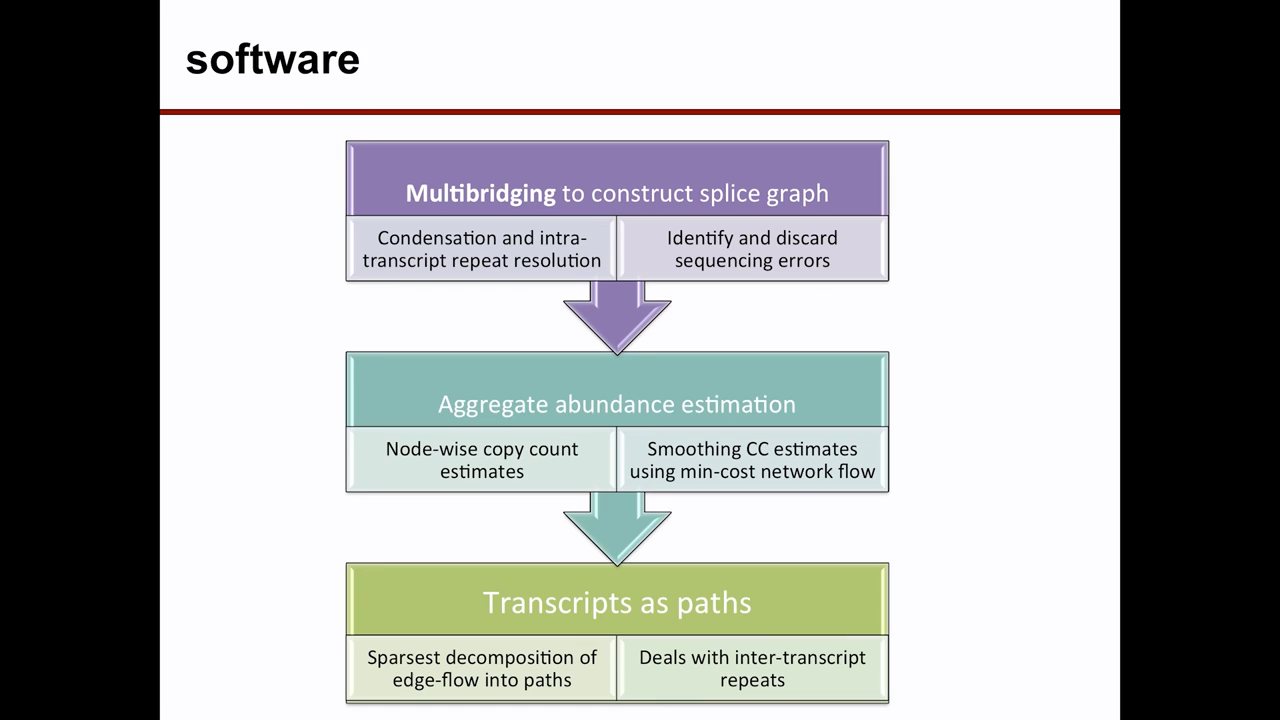 software
Multibridging to construct splice graph
Condensation and intra-
transcript repeat resolution
Identify and discard
sequencing errors
Aggregate abundance estimation
Node-wise copy count
estimates
Smoothing CC estimates
using min-cost network flow
Transcripts as paths
Sparsest decomposition of
edge-flow into paths
Deals with inter-transcript
repeats